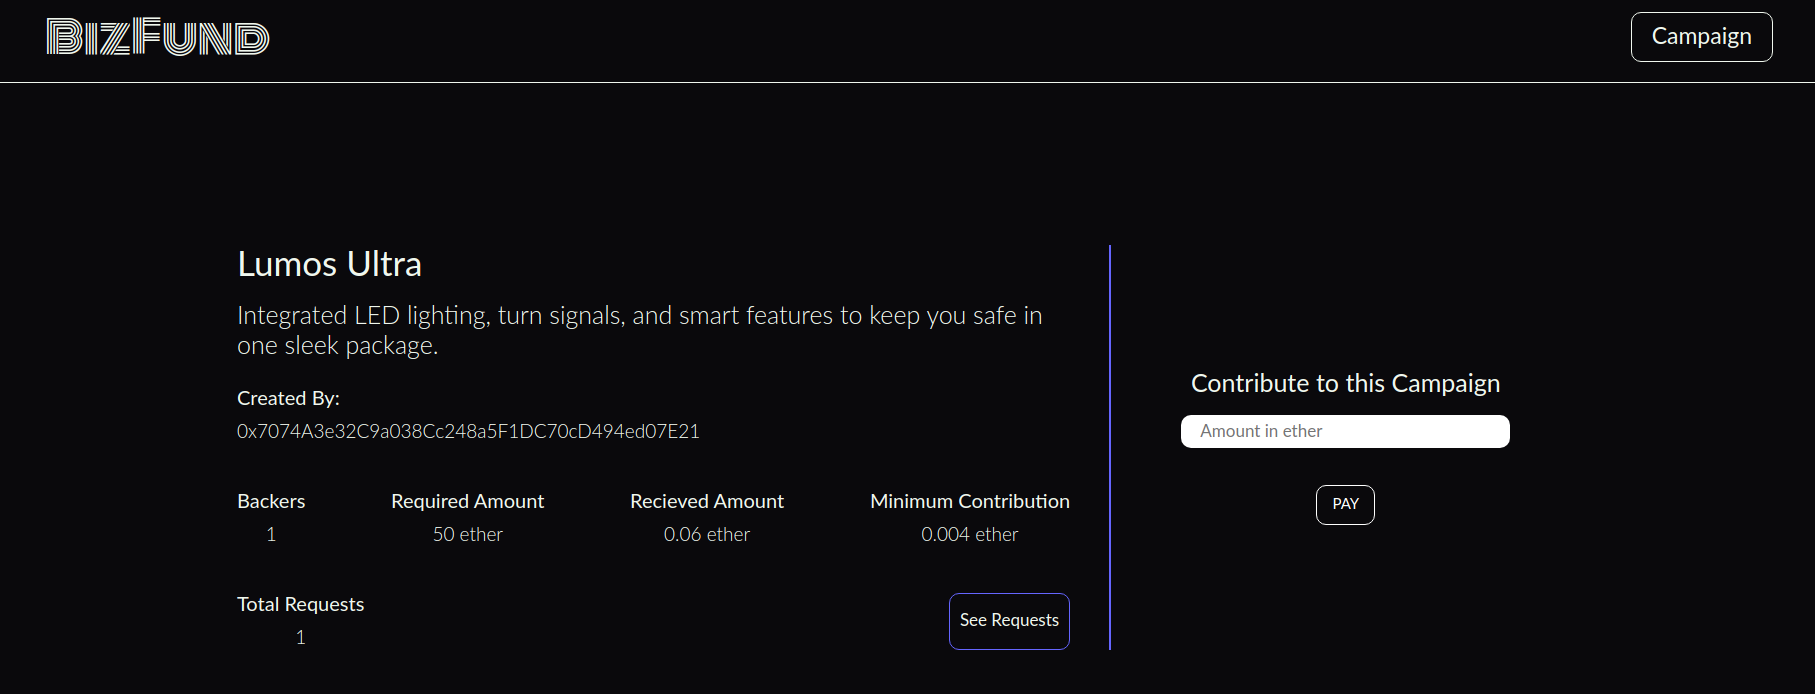 BIZFUND
Campaign
Lumos Ultra
Integrated LED lighting, turn signals, and smart features to keep you safe in
one sleek package.
Created By:
0x7074A3e32C9a038Cc248a5F1DC70cD494ed07E21
Backers
1
Required Amount
50 ether
Recieved Amount
0.06 ether
Minimum Contribution
0.004 ether
Total Requests
1
See Requests
Contribute to this Campaign
Amount in ether
PAY